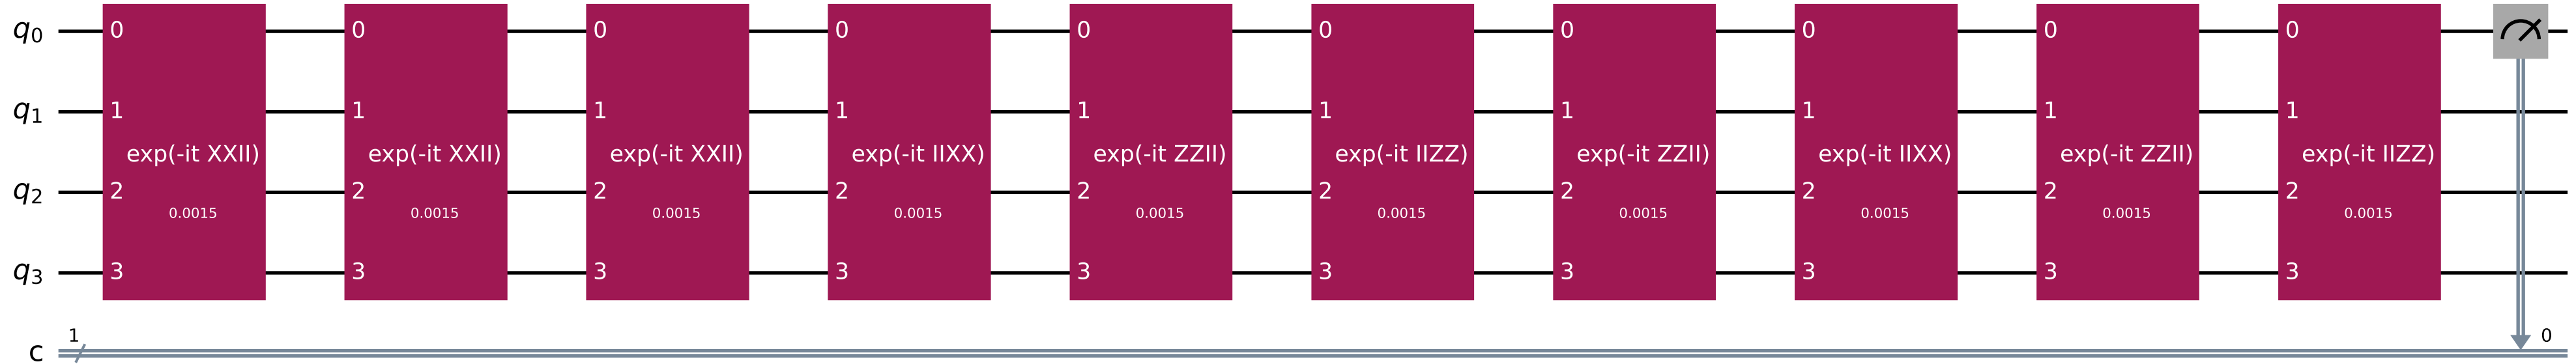 q0 0 0 0 0 0 0 0 0 0 0
q1 1 1 1 1 1 1 1 1 1 1
exp(-it XXII) exp(-it XXII) exp(-it XXII) exp(-it IIXX) exp(-it ZZII) exp(-it IIZZ) exp(-it ZZII) exp(-it IIXX) exp(-it ZZII) exp(-it IIZZ)
q2 2 2 2 2 2 2 2 2 2 2
0.0015 0.0015 0.0015 0.0015 0.0015 0.0015 0.0015 0.0015 0.0015 0.0015
q3 3 3 3 3 3 3 3 3 3 3
1 0
c